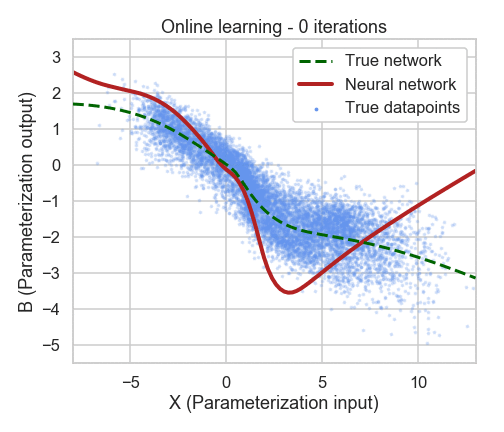 Online learning - 0 iterations
True network
Neural network
True datapoints
B (Parameterization output)
3
2
1
0
−1
−2
−3
−4
−5
−5
0
5
10
X (Parameterization input)